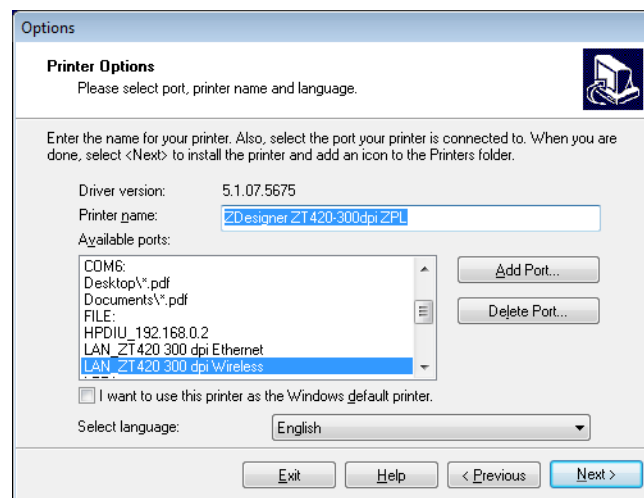 Options
Printer Options
Please select port, printer name and language.
Enter the name for your printer. Also, select the port your printer is connected to. When you are
done, select <Next> to install the printer and add an icon to the Printers folder.
Driver version: 5.1.07.5675
Printer name: ZDesigner ZT420-300dpi ZPL
Available ports:
COM6:
Desktop\*.pdf
Documents\*.pdf
FILE:
HPDIU_192.168.0.2
LAN_ZT420 300 dpi Ethernet
LAN_ZT420 300 dpi Wireless
Add Port...
Delete Port...
I want to use this printer as the Windows default printer.
Select language: English
Exit Help < Previous Next >